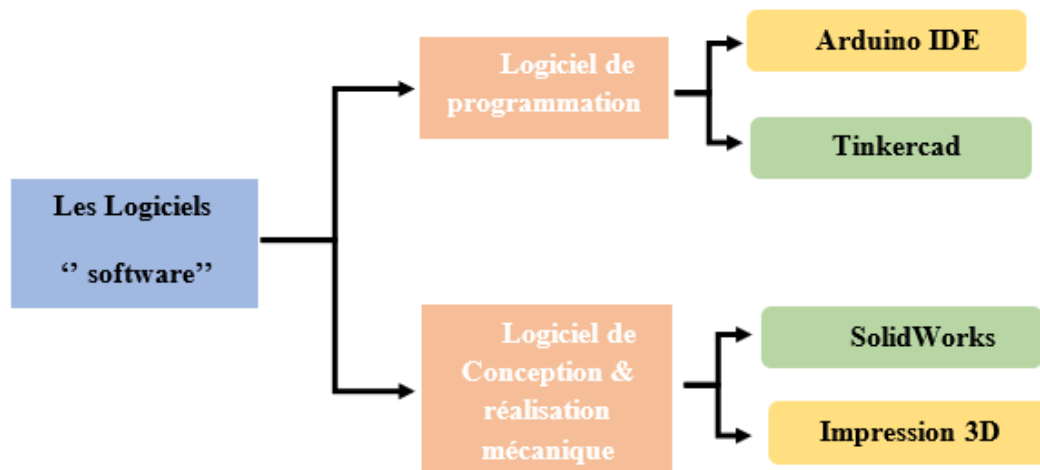 Les Logiciels
‘’ software’’
Logiciel de
programmation
Arduino IDE
Tinkercad
Logiciel de
Conception &
réalisation
mécanique
SolidWorks
Impression 3D